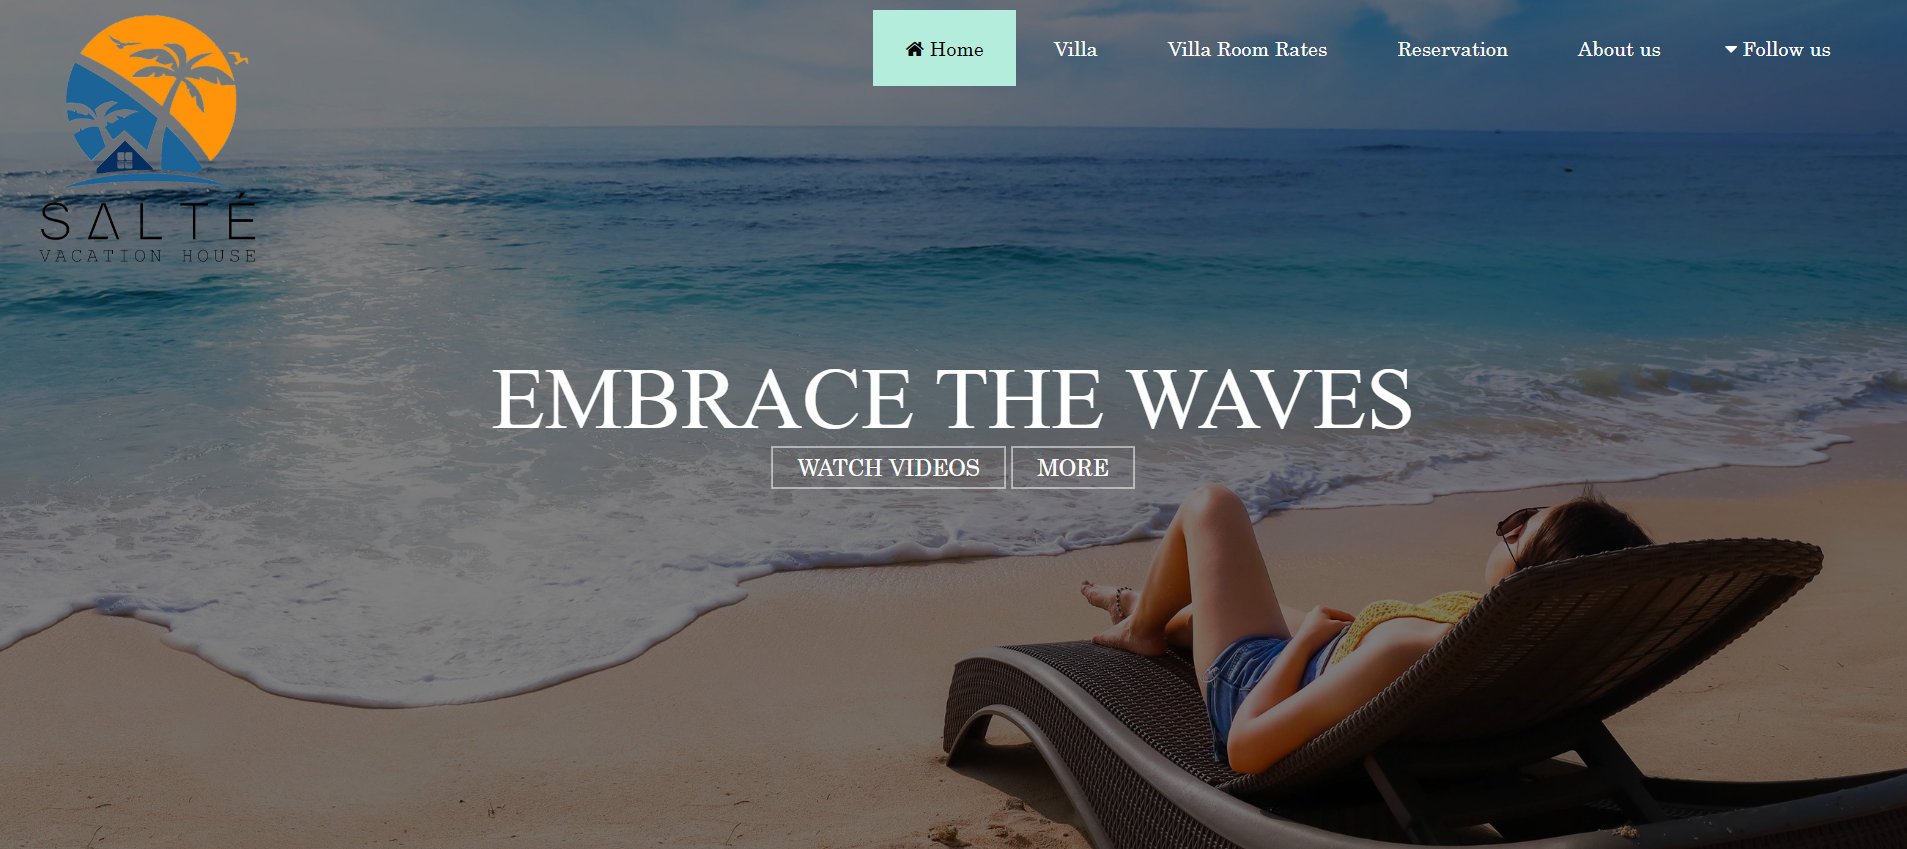 SALTÉ
VACATION HOUSE
Home
Villa
Villa Room Rates
Reservation
About us
Follow us
EMBRACE THE WAVES
WATCH VIDEOS
MORE